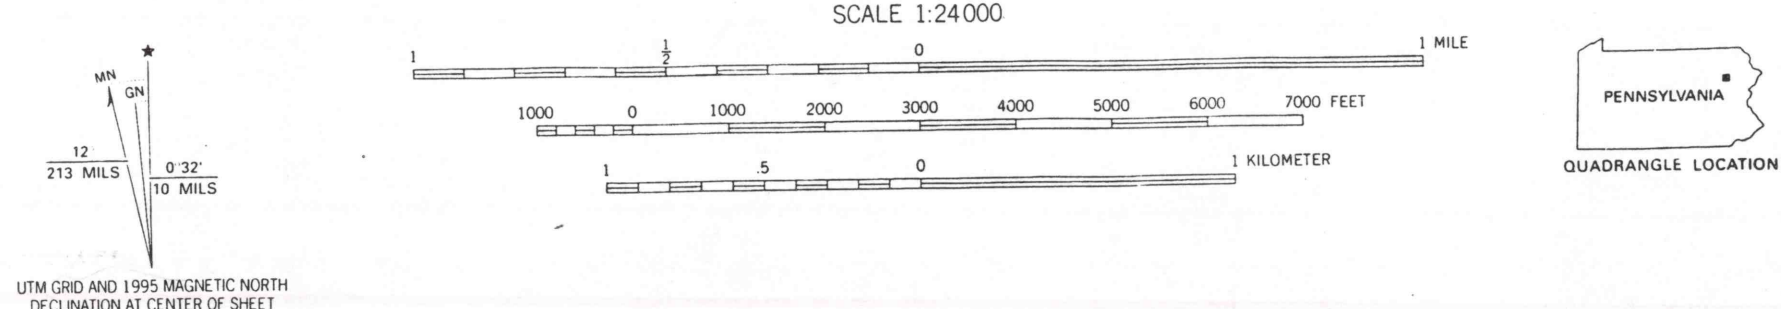 SCALE 1:24000
1 ½ 0 1 MILE
1000 0 1000 2000 3000 4000 5000 6000 7000 FEET
1 .5 0 1 KILOMETER
MN
GN
12
213 MILS
0°32'
10 MILS
UTM GRID AND 1995 MAGNETIC NORTH
DECLINATION AT CENTER OF SHEET
PENNSYLVANIA
QUADRANGLE LOCATION